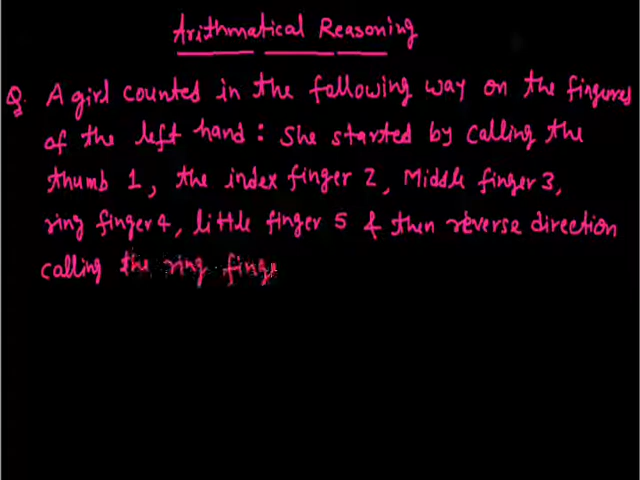 Arithmatical Reasoning
Q. A girl counted in the following way on the fingures
of the left hand : She started by calling the
thumb 1, the index finger 2, Middle finger 3,
ring finger 4, little finger 5 & then reverse direction
calling the ring finge